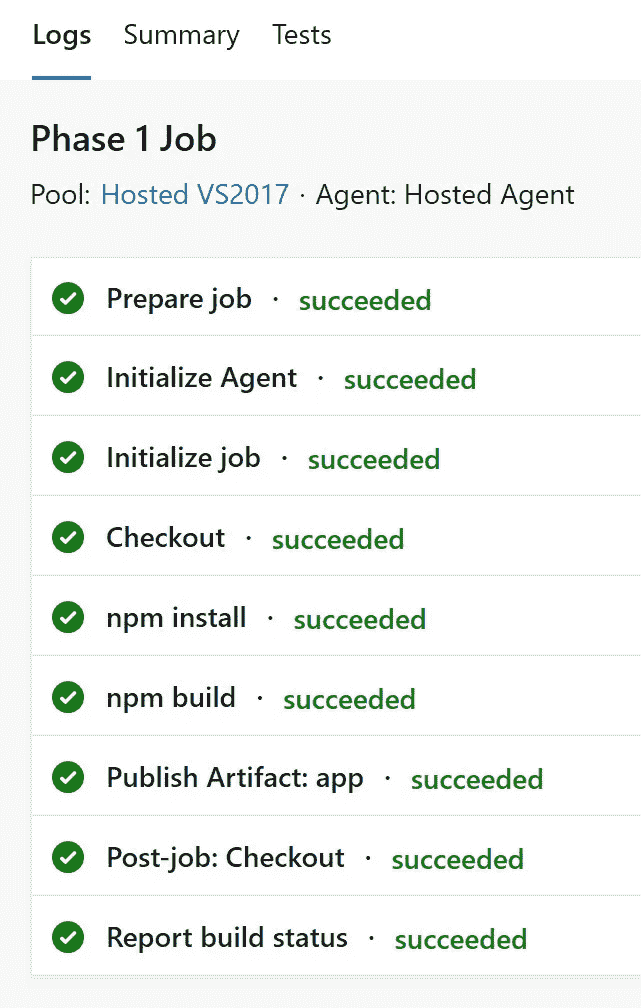 Logs Summary Tests
Phase 1 Job
Pool: Hosted VS2017 · Agent: Hosted Agent
Prepare job · succeeded
Initialize Agent · succeeded
Initialize job · succeeded
Checkout · succeeded
npm install · succeeded
npm build · succeeded
Publish Artifact: app · succeeded
Post-job: Checkout · succeeded
Report build status · succeeded